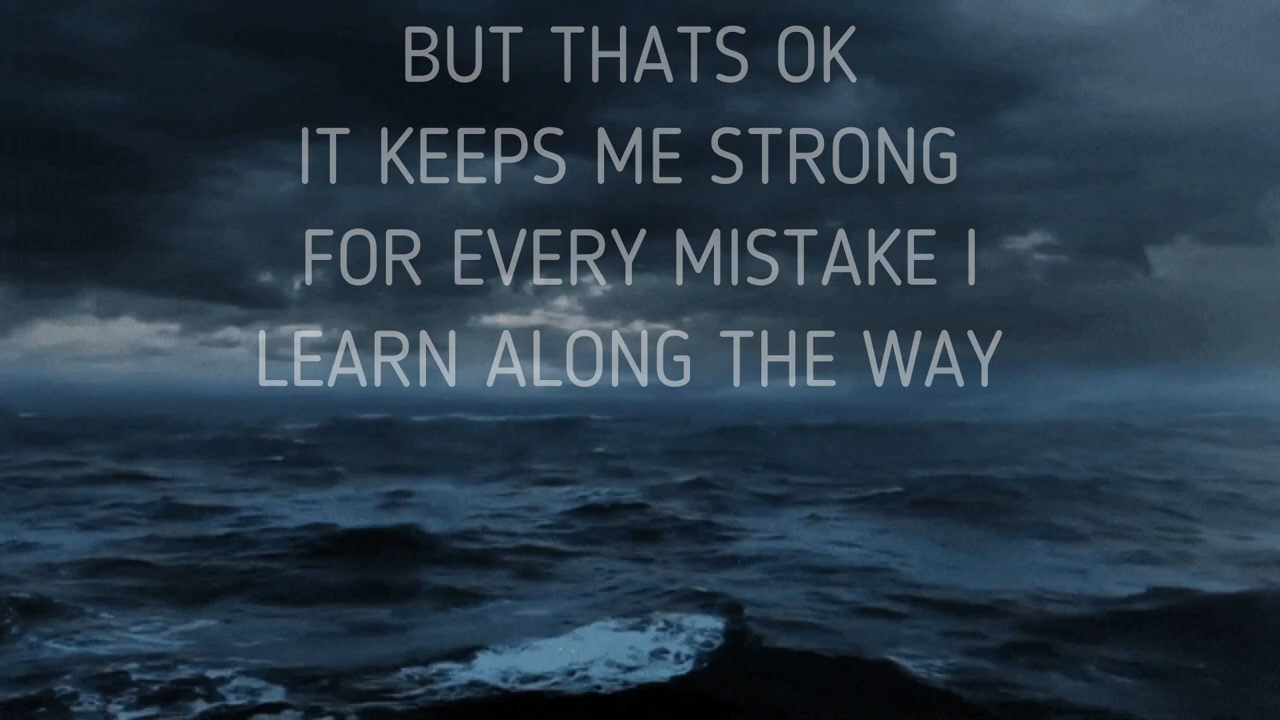 BUT THATS OK
IT KEEPS ME STRONG
FOR EVERY MISTAKE I
LEARN ALONG THE WAY